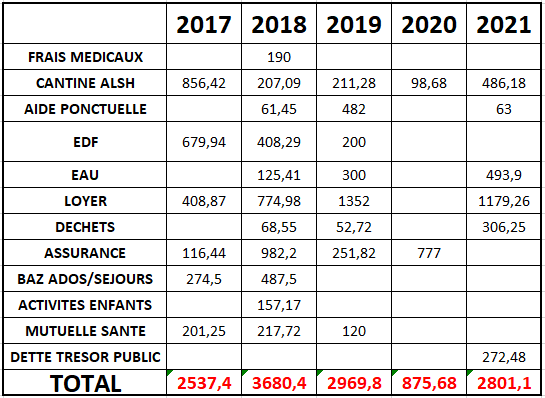 2017 2018 2019 2020 2021
FRAIS MEDICAUX 190
CANTINE ALSH 856,42 207,09 211,28 98,68 486,18
AIDE PONCTUELLE 61,45 482 63
EDF 679,94 408,29 200
EAU 125,41 300 493,9
LOYER 408,87 774,98 1352 1179,26
DECHETS 68,55 52,72 306,25
ASSURANCE 116,44 982,2 251,82 777
BAZ ADOS/SEJOURS 274,5 487,5
ACTIVITES ENFANTS 157,17
MUTUELLE SANTE 201,25 217,72 120
DETTE TRESOR PUBLIC 272,48
TOTAL 2537,4 3680,4 2969,8 875,68 2801,1